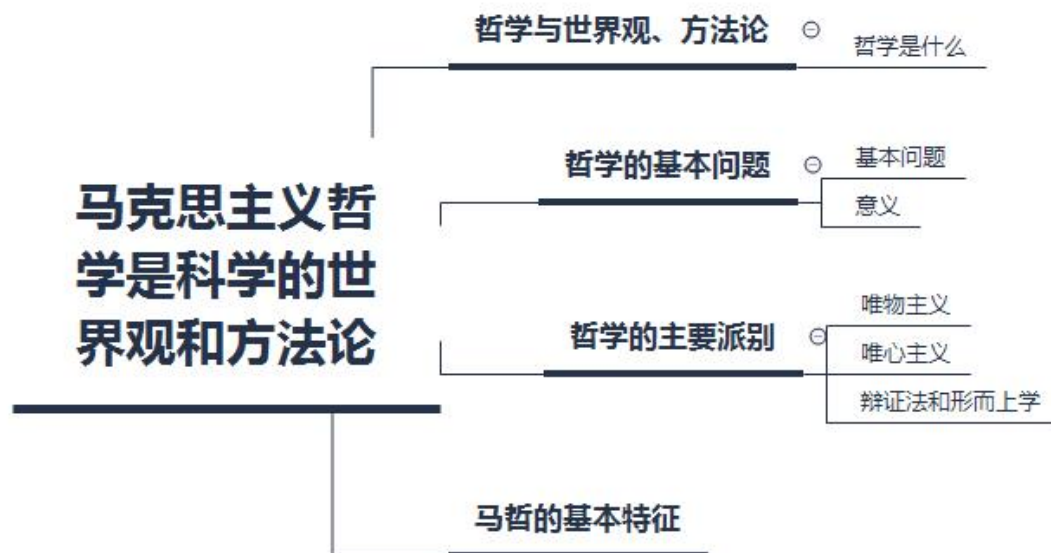 哲学与世界观、方法论
哲学是什么
哲学的基本问题
基本问题
意义
马克思主义哲
学是科学的世
界观和方法论
哲学的主要派别
唯物主义
唯心主义
辩证法和形而上学
马哲的基本特征